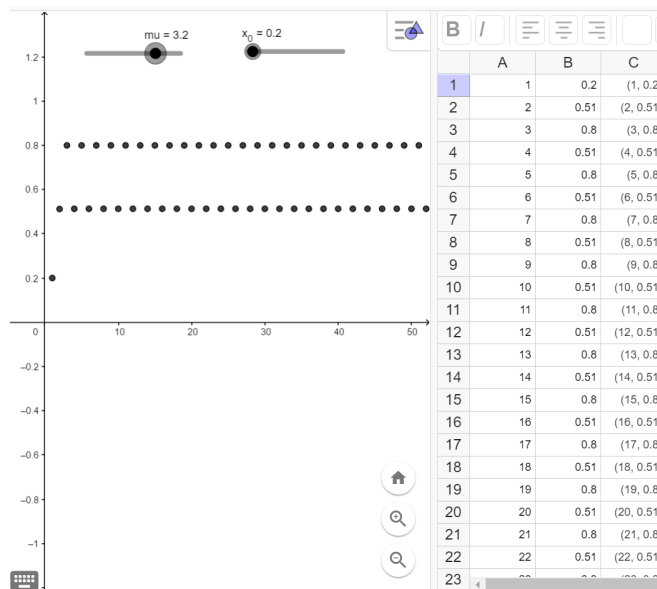 mu = 3.2
x0 = 0.2
B I
1.2
1
0.8
0.6
0.4
0.2
0 10 20 30 40 50
–0.2
–0.4
–0.6
–0.8
–1
A B C
1 1 0.2 (1, 0.2
2 2 0.51 (2, 0.51
3 3 0.8 (3, 0.8
4 4 0.51 (4, 0.51
5 5 0.8 (5, 0.8
6 6 0.51 (6, 0.51
7 7 0.8 (7, 0.8
8 8 0.51 (8, 0.51
9 9 0.8 (9, 0.8
10 10 0.51 (10, 0.51
11 11 0.8 (11, 0.8
12 12 0.51 (12, 0.51
13 13 0.8 (13, 0.8
14 14 0.51 (14, 0.51
15 15 0.8 (15, 0.8
16 16 0.51 (16, 0.51
17 17 0.8 (17, 0.8
18 18 0.51 (18, 0.51
19 19 0.8 (19, 0.8
20 20 0.51 (20, 0.51
21 21 0.8 (21, 0.8
22 22 0.51 (22, 0.51
23